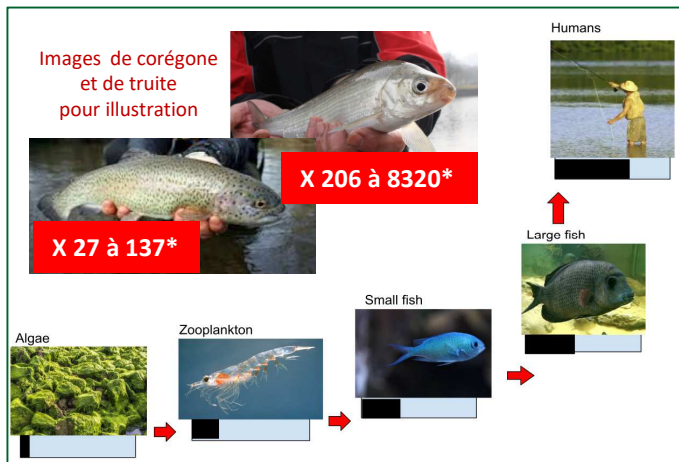 Images de corégone
et de truite
pour illustration
X 206 à 8320*
X 27 à 137*
Humans
Large fish
Small fish
Zooplankton
Algae